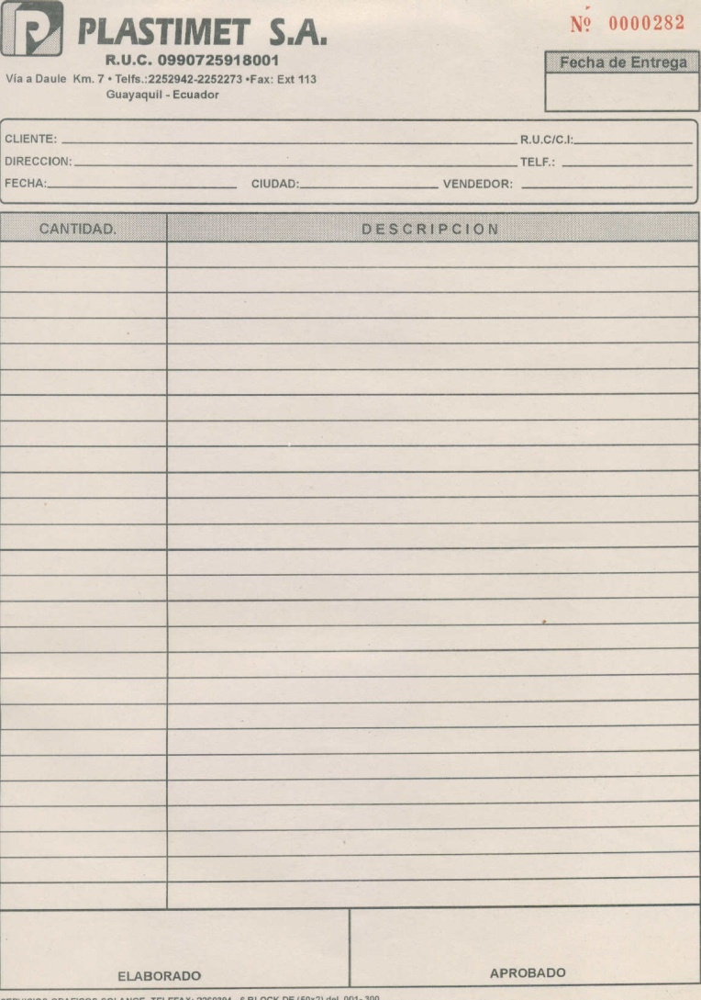 PLASTIMET S.A.
R.U.C. 0990725918001
Vía a Daule Km. 7 • Telfs.:2252942-2252273 •Fax: Ext 113
Guayaquil - Ecuador
Nº 0000282
Fecha de Entrega
CLIENTE: R.U.C/C.I:
DIRECCION: TELF.:
FECHA: CIUDAD: VENDEDOR:
CANTIDAD. DESCRIPCION
ELABORADO APROBADO
SERVICIOS GRAFICOS SOLANGE TELEFAX: 6 BLOCK DE (50x2) del 001- 300